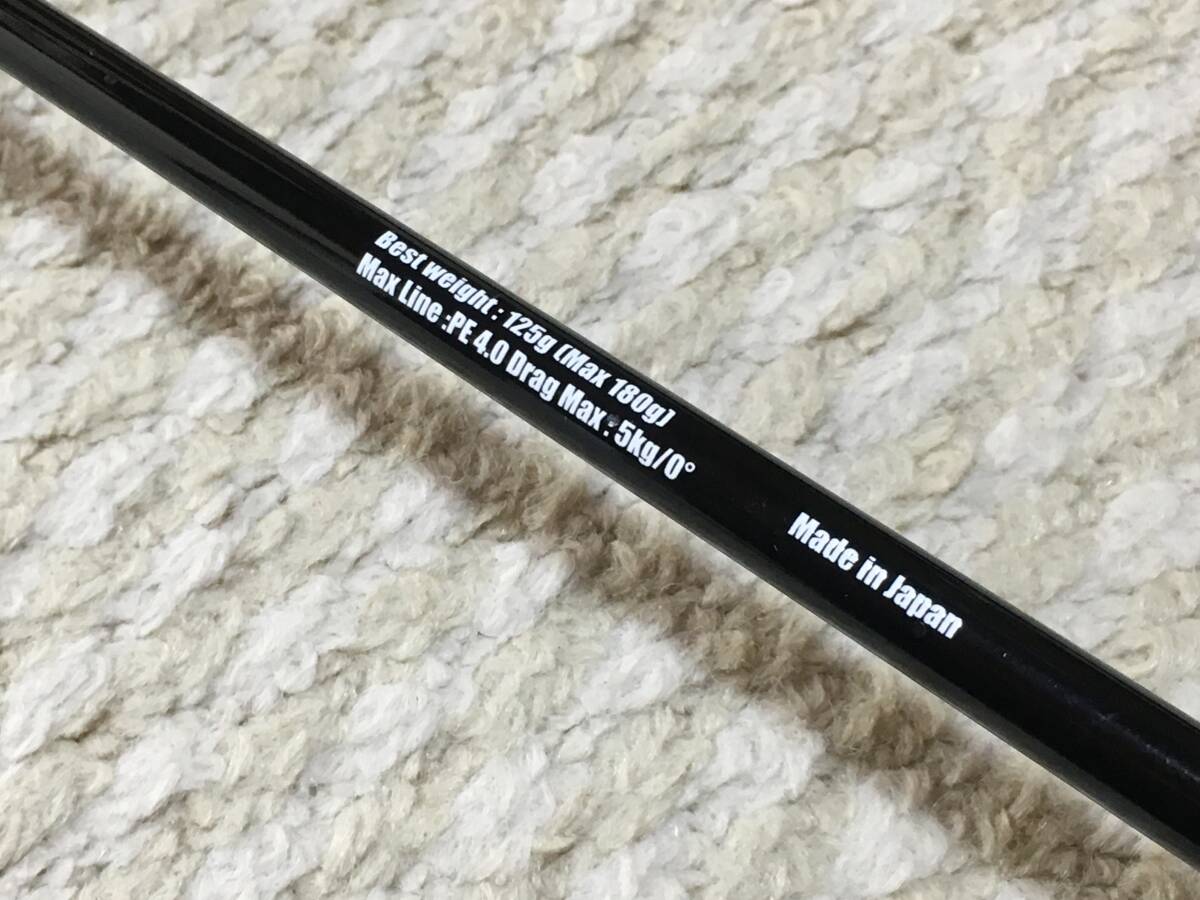 Best weight : 125g (Max 180g)
Max Line :PE 4.0 Drag Max : 5kg/0°
Made in Japan